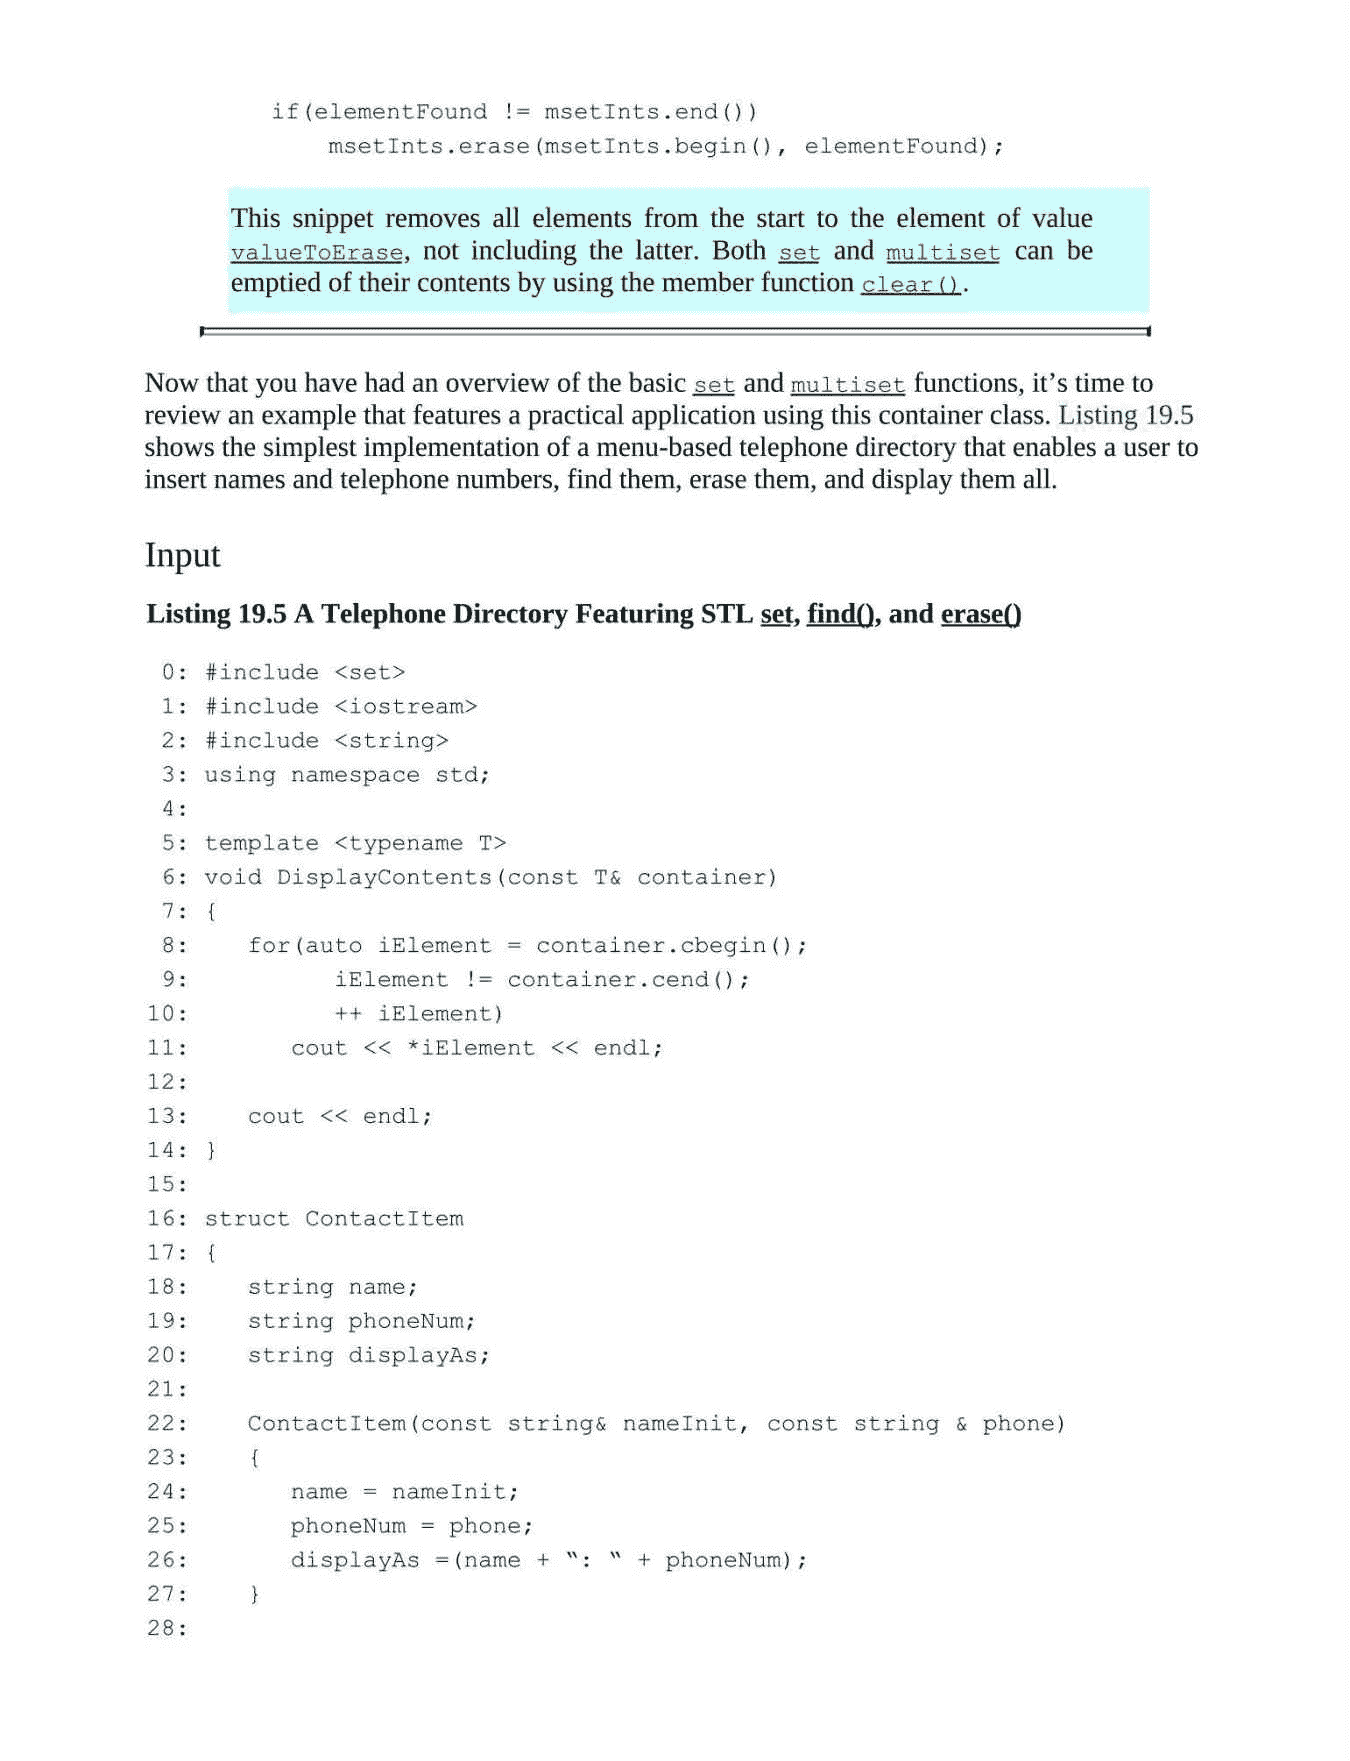 if(elementFound != msetInts.end())
msetInts.erase(msetInts.begin(), elementFound);
This snippet removes all elements from the start to the element of value
valueToErase, not including the latter. Both set and multiset can be
emptied of their contents by using the member function clear().
Now that you have had an overview of the basic set and multiset functions, it’s time to
review an example that features a practical application using this container class. Listing 19.5
shows the simplest implementation of a menu-based telephone directory that enables a user to
insert names and telephone numbers, find them, erase them, and display them all.
Input
Listing 19.5 A Telephone Directory Featuring STL set, find(), and erase()
0: #include <set>
1: #include <iostream>
2: #include <string>
3: using namespace std;
4:
5: template <typename T>
6: void DisplayContents(const T& container)
7: {
8:    for(auto iElement = container.cbegin();
9:          iElement != container.cend();
10:          ++ iElement)
11:       cout << *iElement << endl;
12:
13:    cout << endl;
14: }
15:
16: struct ContactItem
17: {
18:    string name;
19:    string phoneNum;
20:    string displayAs;
21:
22:    ContactItem(const string& nameInit, const string & phone)
23:    {
24:       name = nameInit;
25:       phoneNum = phone;
26:       displayAs =(name + “: “ + phoneNum);
27:    }
28: